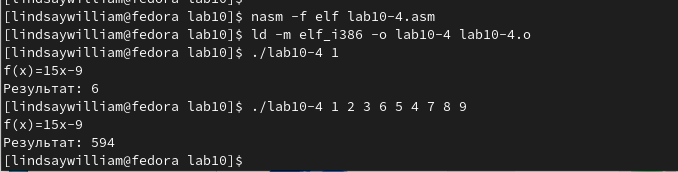 [lindsaywilliam@fedora lab10]$ nasm -f elf lab10-4.asm
[lindsaywilliam@fedora lab10]$ ld -m elf_i386 -o lab10-4 lab10-4.o
[lindsaywilliam@fedora lab10]$ ./lab10-4 1
f(x)=15x-9
Результат: 6
[lindsaywilliam@fedora lab10]$ ./lab10-4 1 2 3 6 5 4 7 8 9
f(x)=15x-9
Результат: 594
[lindsaywilliam@fedora lab10]$